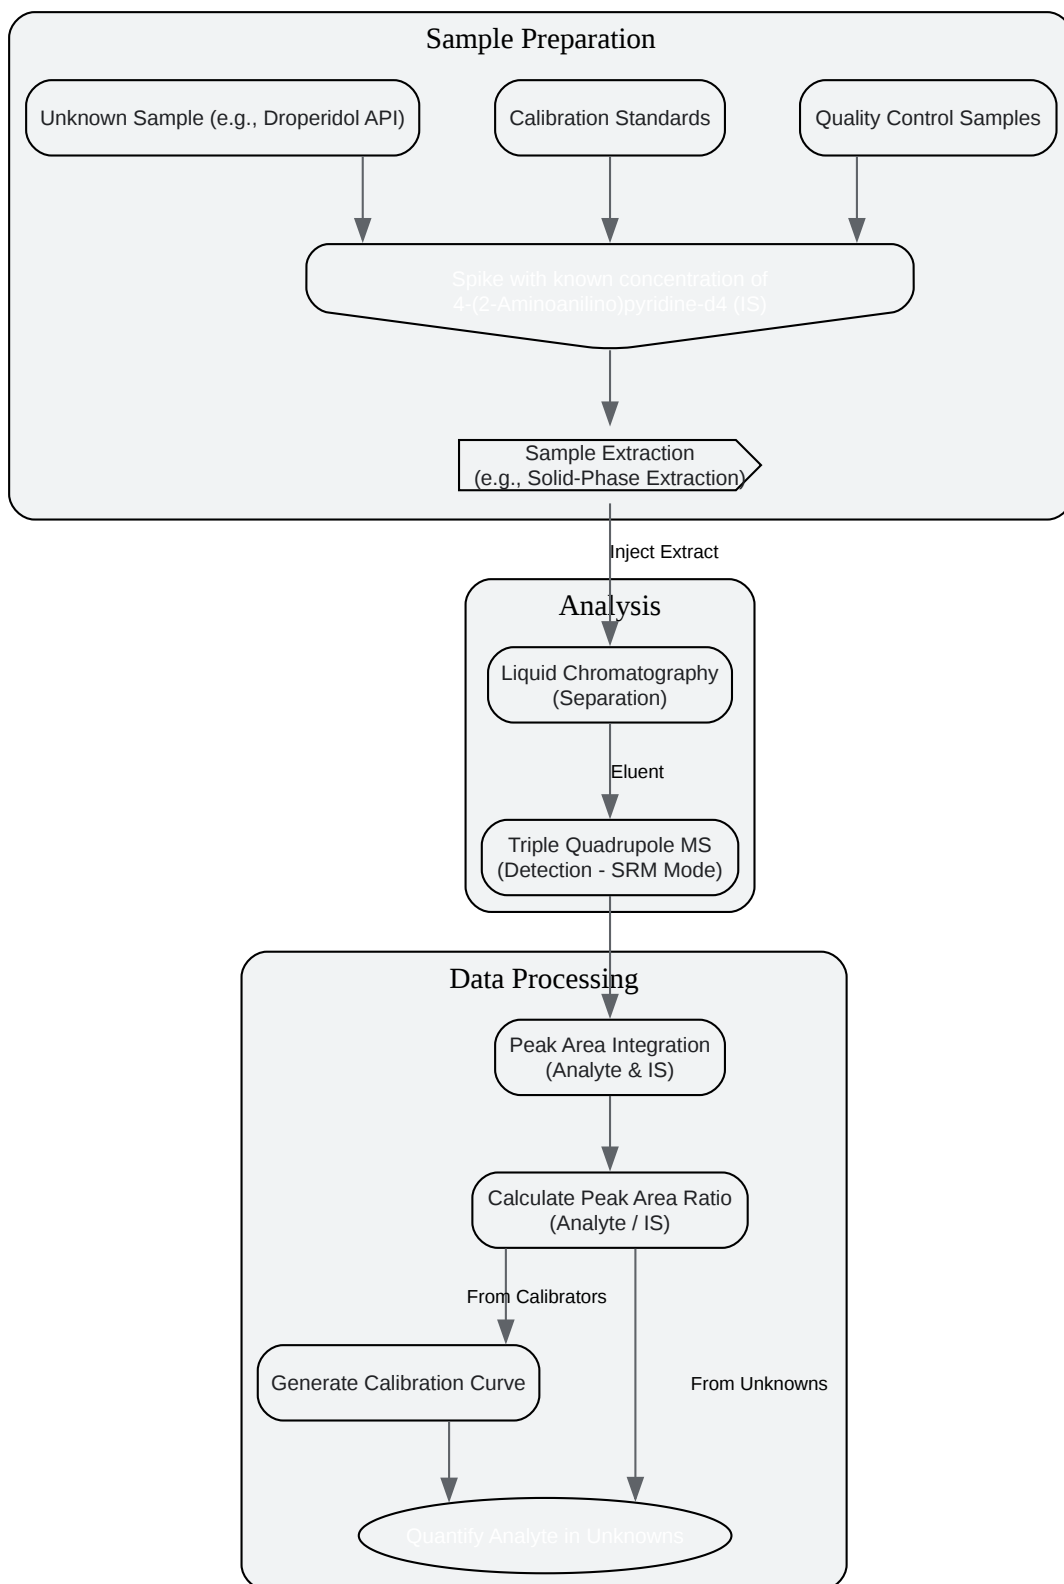 Sample Preparation
Unknown Sample (e.g., Droperidol API)
Calibration Standards
Quality Control Samples
Spike with known concentration of
4-(2-Aminoanilino)pyridine-d4 (IS)
Sample Extraction
(e.g., Solid-Phase Extraction)
Inject Extract
Analysis
Liquid Chromatography
(Separation)
Eluent
Triple Quadrupole MS
(Detection - SRM Mode)
Data Processing
Peak Area Integration
(Analyte & IS)
Calculate Peak Area Ratio
(Analyte / IS)
From Calibrators
Generate Calibration Curve
From Unknowns
Quantify Analyte in Unknowns